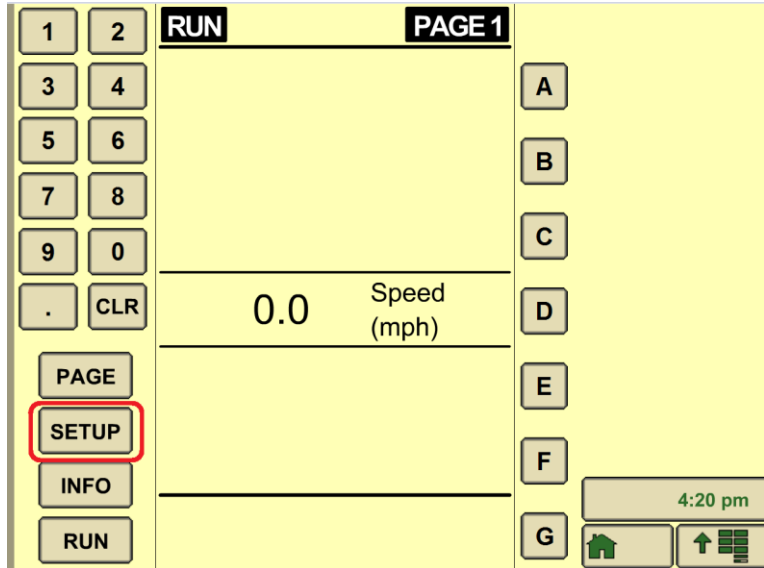 1 2
RUN PAGE 1
3 4
A
5 6
B
7 8
C
9 0
. CLR
0.0 Speed
(mph)
D
PAGE
E
SETUP
F
INFO
4:20 pm
RUN
G